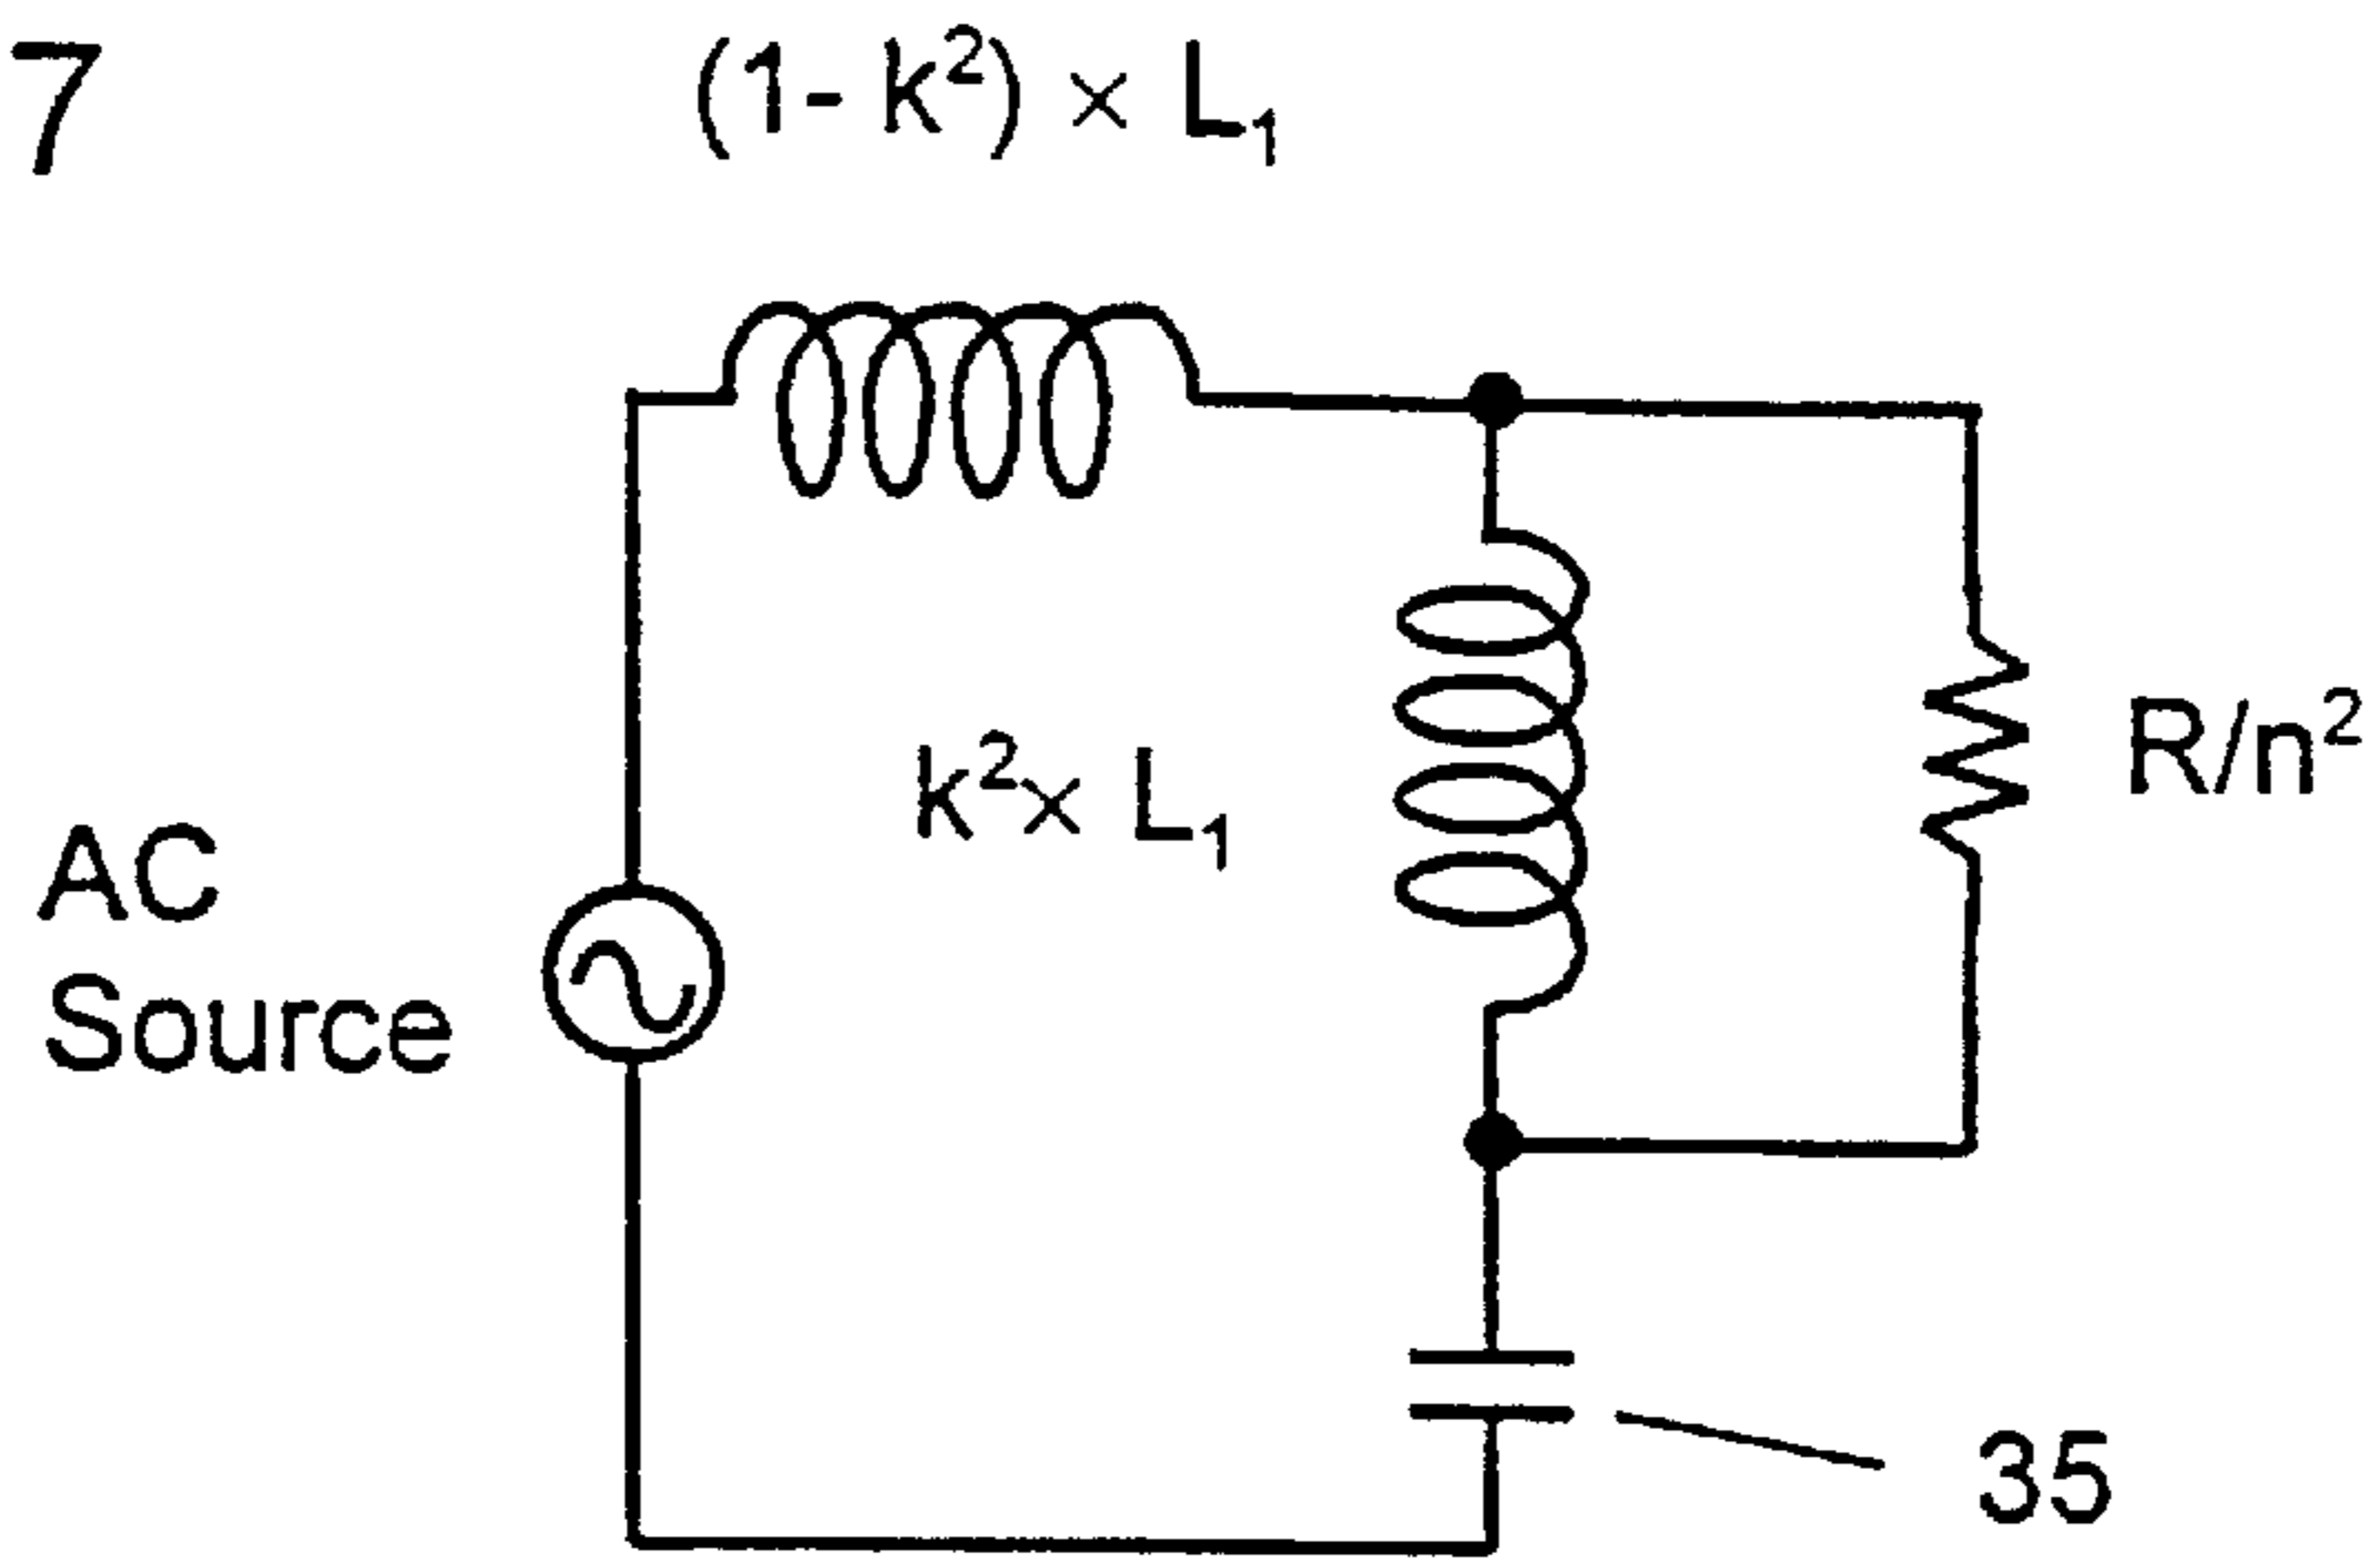 7
(1- k²) × L₁
k² × L₁
R/n²
AC
Source
35